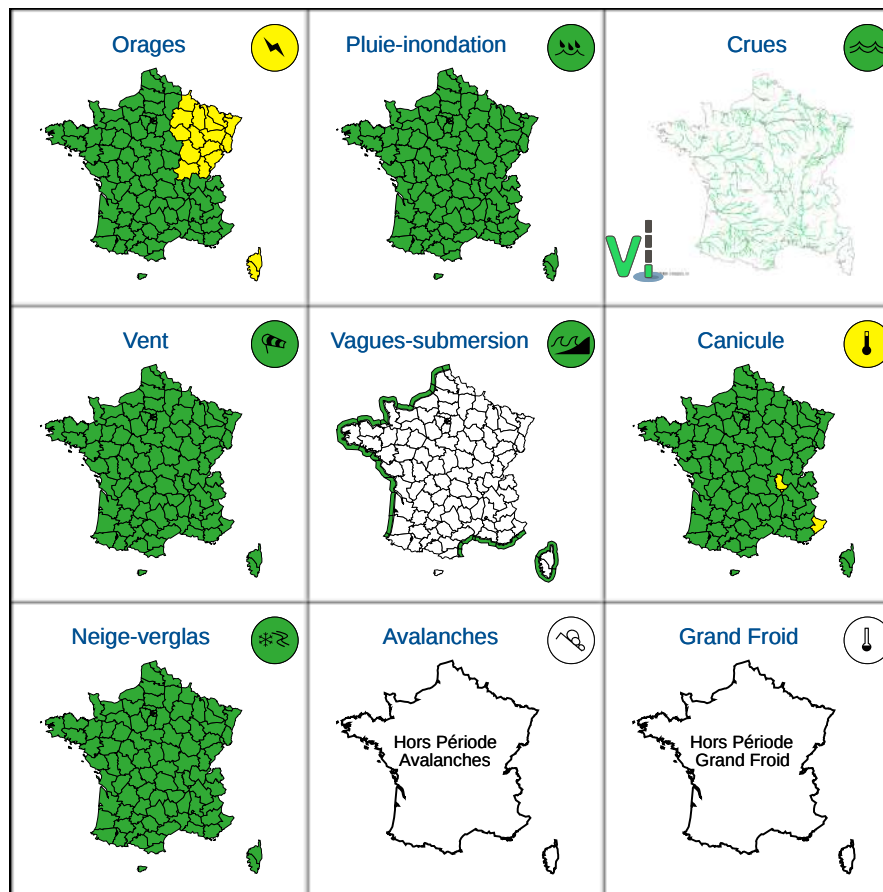 Orages
Pluie-inondation
Crues
Vent
Vagues-submersion
Canicule
Neige-verglas
Avalanches
Grand Froid
Hors Période
Avalanches
Hors Période
Grand Froid